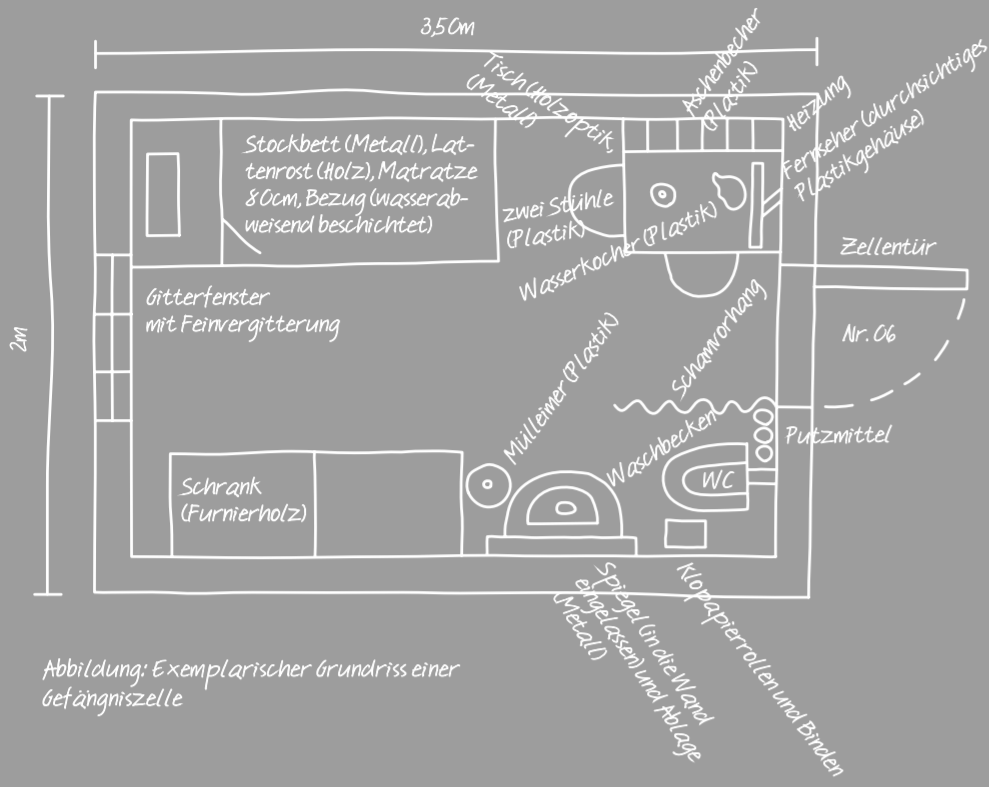 3,50m
Tisch (Holzoptik,
(Metall)
Aschenbecher
(Plastik)
Heizung
Fernseher (durchsichtiges
Plastikgehäuse)
Stockbett (Metall), Lat-
tenrost (Holz), Matratze
80cm, Bezug (wasserab-
weisend beschichtet)
zwei Stühle
(Plastik)
Wasserkocher (Plastik)
Zellentür
Nr. 06
2m
Gitterfenster
mit Feinvergitterung
Schamvorhang
Mülleimer (Plastik)
Waschbecken
Putzmittel
WC
Schrank
(Furnierholz)
Spiegel (in die Wand
eingelassen) und Ablage
(Metall)
Klopapierrollen und Binden
Abbildung: Exemplarischer Grundriss einer
Gefängniszelle